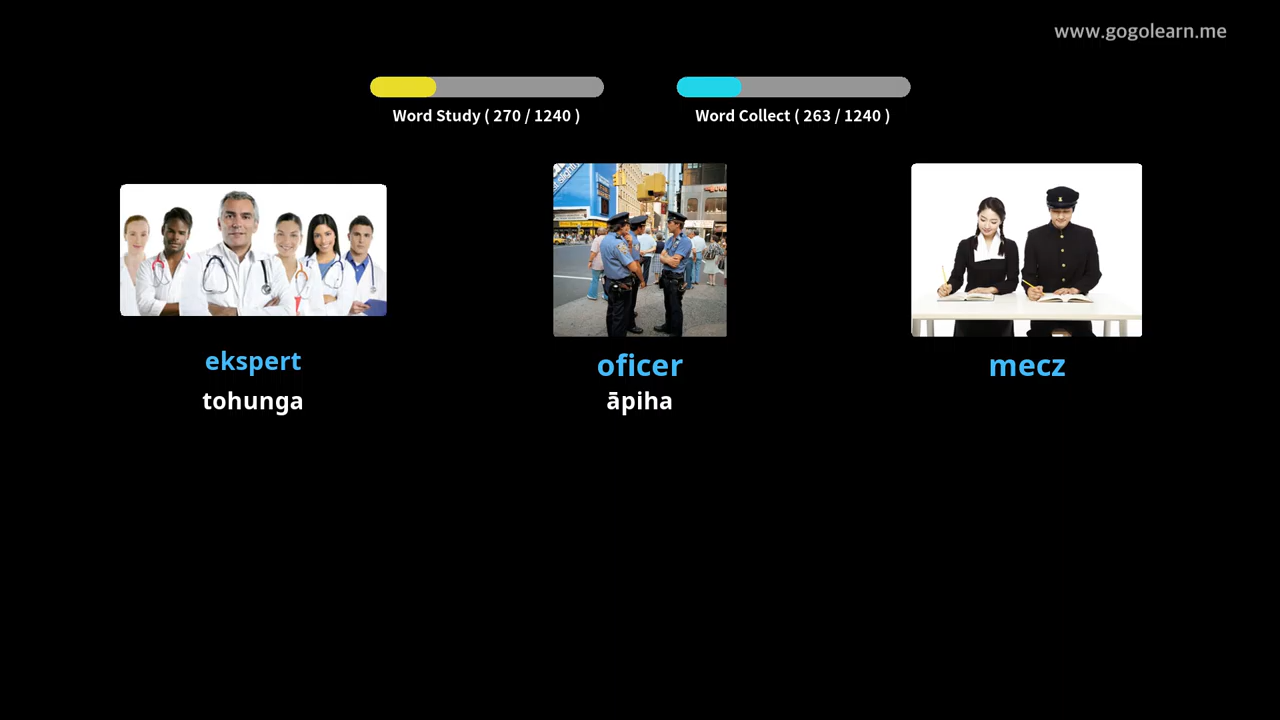 www.gogolearn.me
Word Study ( 270 / 1240 )
Word Collect ( 263 / 1240 )
ekspert
tohunga
oficer
āpiha
mecz